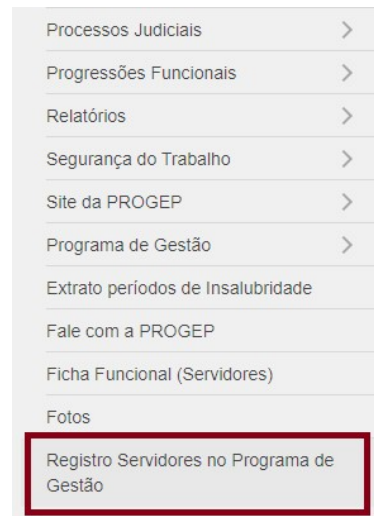 Processos Judiciais
Progressões Funcionais
Relatórios
Segurança do Trabalho
Site da PROGEP
Programa de Gestão
Extrato períodos de Insalubridade
Fale com a PROGEP
Ficha Funcional (Servidores)
Fotos
Registro Servidores no Programa de
Gestão